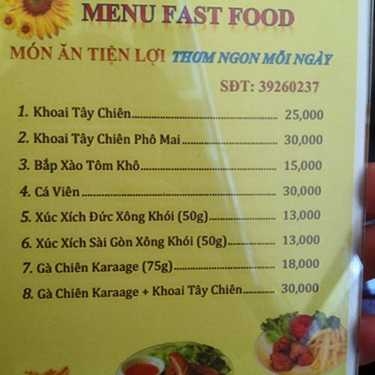 MENU FAST FOOD
MÓN ĂN TIỆN LỢI THƠM NGON MỖI NGÀY
SĐT: 39260237
1. Khoai Tây Chiên 25,000
2. Khoai Tây Chiên Phô Mai 30,000
3. Bắp Xào Tôm Khô 15,000
4. Cá Viên 30,000
5. Xúc Xích Đức Xông Khói (50g) 13,000
6. Xúc Xích Sài Gòn Xông Khói (50g) 13,000
7. Gà Chiên Karaage (75g) 18,000
8. Gà Chiên Karaage + Khoai Tây Chiên 30,000